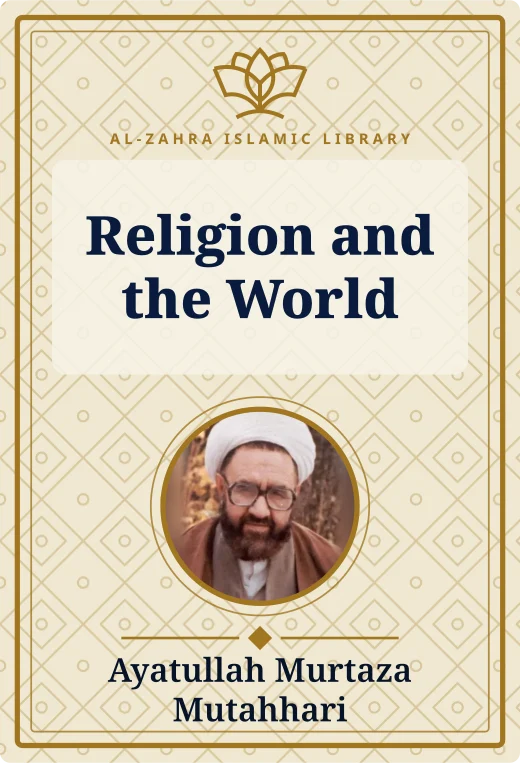 AL-ZAHRA ISLAMIC LIBRARY
Religion and
the World
Ayatullah Murtaza
Mutahhari